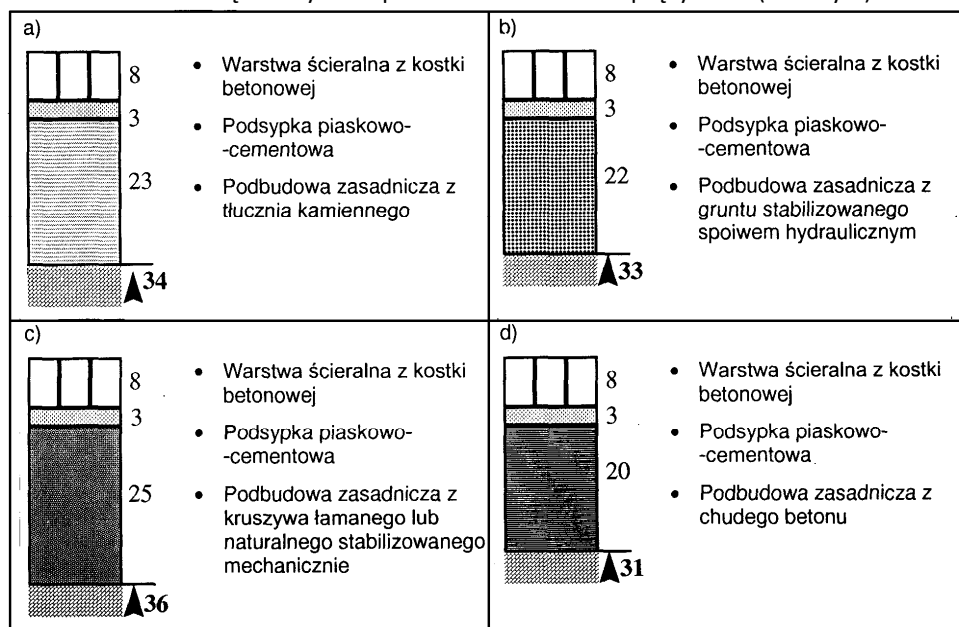 a)
8
3
23
34
• Warstwa ścieralna z kostki
betonowej
• Podsypka piaskowo-
-cementowa
• Podbudowa zasadnicza z
tłucznia kamiennego
b)
8
3
22
33
• Warstwa ścieralna z kostki
betonowej
• Podsypka piaskowo-
-cementowa
• Podbudowa zasadnicza z
gruntu stabilizowanego
spoiwem hydraulicznym
c)
8
3
25
36
• Warstwa ścieralna z kostki
betonowej
• Podsypka piaskowo-
-cementowa
• Podbudowa zasadnicza z
kruszywa łamanego lub
naturalnego stabilizowanego
mechanicznie
d)
8
3
20
31
• Warstwa ścieralna z kostki
betonowej
• Podsypka piaskowo-
-cementowa
• Podbudowa zasadnicza z
chudego betonu